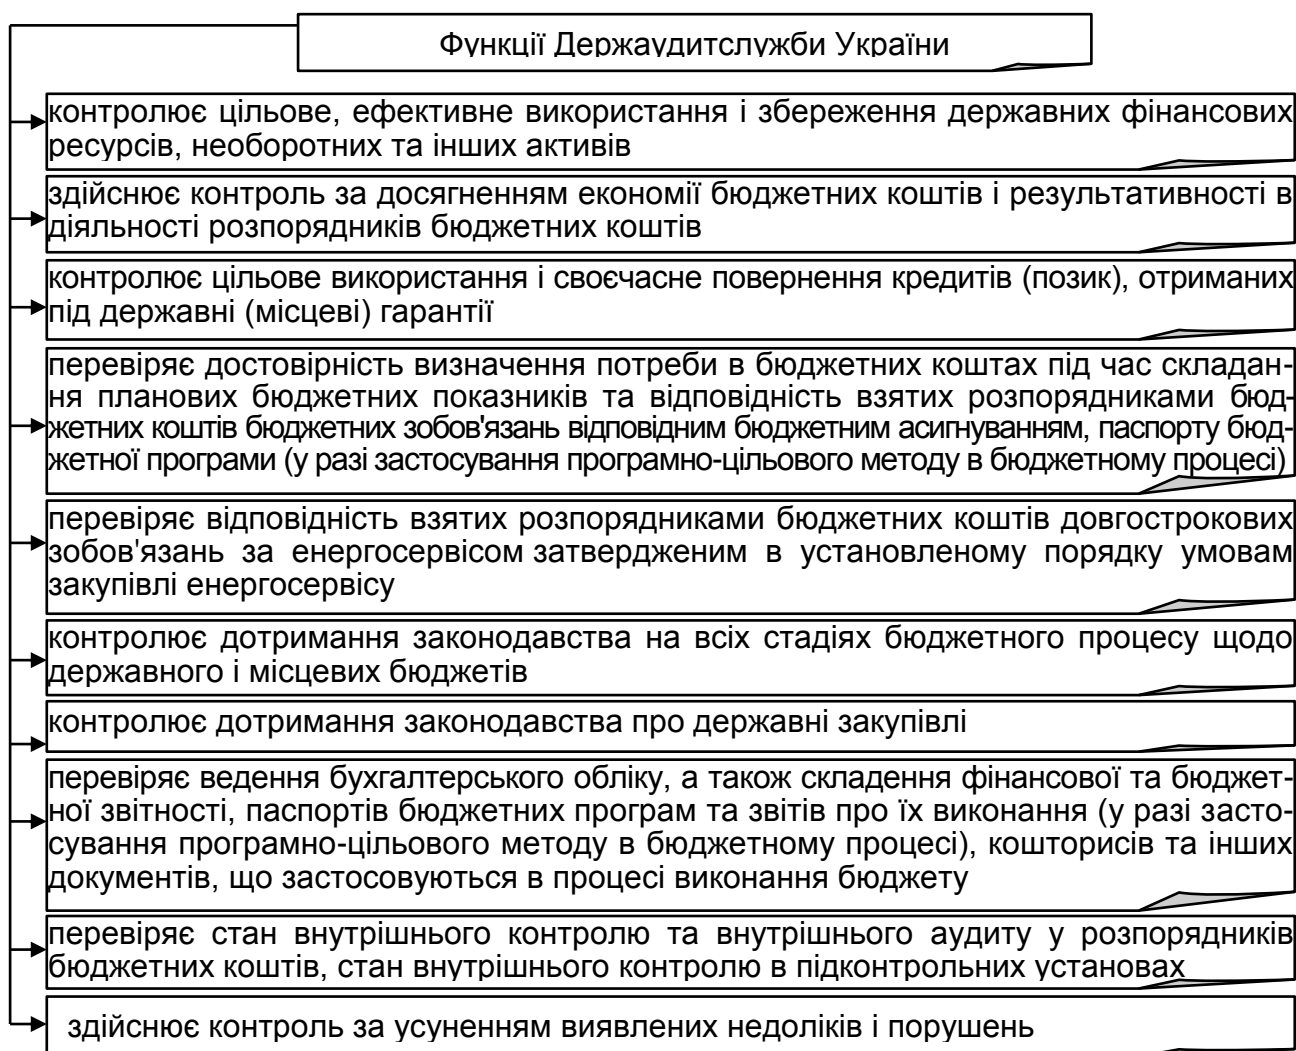 Функції Держаудитслужби України
контролює цільове, ефективне використання і збереження державних фінансових
ресурсів, необоротних та інших активів
здійснює контроль за досягненням економії бюджетних коштів і результативності в
діяльності розпорядників бюджетних коштів
контролює цільове використання і своєчасне повернення кредитів (позик), отриманих
під державні (місцеві) гарантії
перевіряє достовірність визначення потреби в бюджетних коштах під час складан-
ня планових бюджетних показників та відповідність взятих розпорядниками бюд-
жетних коштів бюджетних зобов'язань відповідним бюджетним асигнуванням, паспорту бюд-
жетної програми (у разі застосування програмно-цільового методу в бюджетному процесі)
перевіряє відповідність взятих розпорядниками бюджетних коштів довгострокових
зобов'язань за енергосервісом затвердженим в установленому порядку умовам
закупівлі енергосервісу
контролює дотримання законодавства на всіх стадіях бюджетного процесу щодо
державного і місцевих бюджетів
контролює дотримання законодавства про державні закупівлі
перевіряє ведення бухгалтерського обліку, а також складення фінансової та бюджет-
ної звітності, паспортів бюджетних програм та звітів про їх виконання (у разі засто-
сування програмно-цільового методу в бюджетному процесі), кошторисів та інших
документів, що застосовуються в процесі виконання бюджету
перевіряє стан внутрішнього контролю та внутрішнього аудиту у розпорядників
бюджетних коштів, стан внутрішнього контролю в підконтрольних установах
здійснює контроль за усуненням виявлених недоліків і порушень